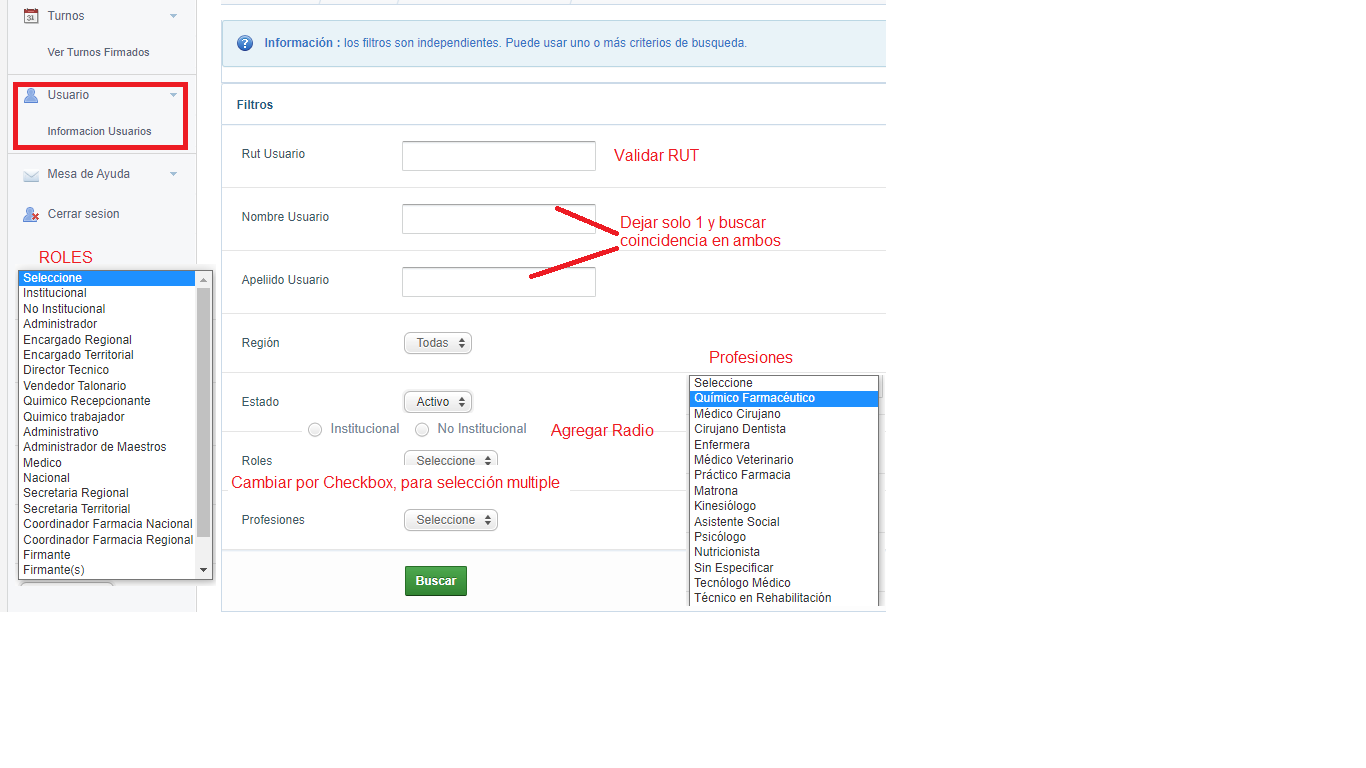 31
Turnos
Ver Turnos Firmados
Usuario
Informacion Usuarios
Mesa de Ayuda
Cerrar sesion
ROLES
Seleccione
Institucional
No Institucional
Administrador
Encargado Regional
Encargado Territorial
Director Tecnico
Vendedor Talonario
Quimico Recepcionante
Quimico trabajador
Administrativo
Administrador de Maestros
Medico
Nacional
Secretaria Regional
Secretaria Territorial
Coordinador Farmacia Nacional
Coordinador Farmacia Regional
Firmante
Firmante(s)
? Información : los filtros son independientes. Puede usar uno o más criterios de busqueda.
Filtros
Rut Usuario
Validar RUT
Nombre Usuario
Dejar solo 1 y buscar
coincidencia en ambos
Apeliido Usuario
Región Todas
Estado Activo
Institucional No Institucional Agregar Radio
Roles Seleccione
Cambiar por Checkbox, para selección multiple
Profesiones Seleccione
Buscar
Profesiones
Seleccione
Químico Farmacéutico
Médico Cirujano
Cirujano Dentista
Enfermera
Médico Veterinario
Práctico Farmacia
Matrona
Kinesiólogo
Asistente Social
Psicólogo
Nutricionista
Sin Especificar
Tecnólogo Médico
Técnico en Rehabilitación